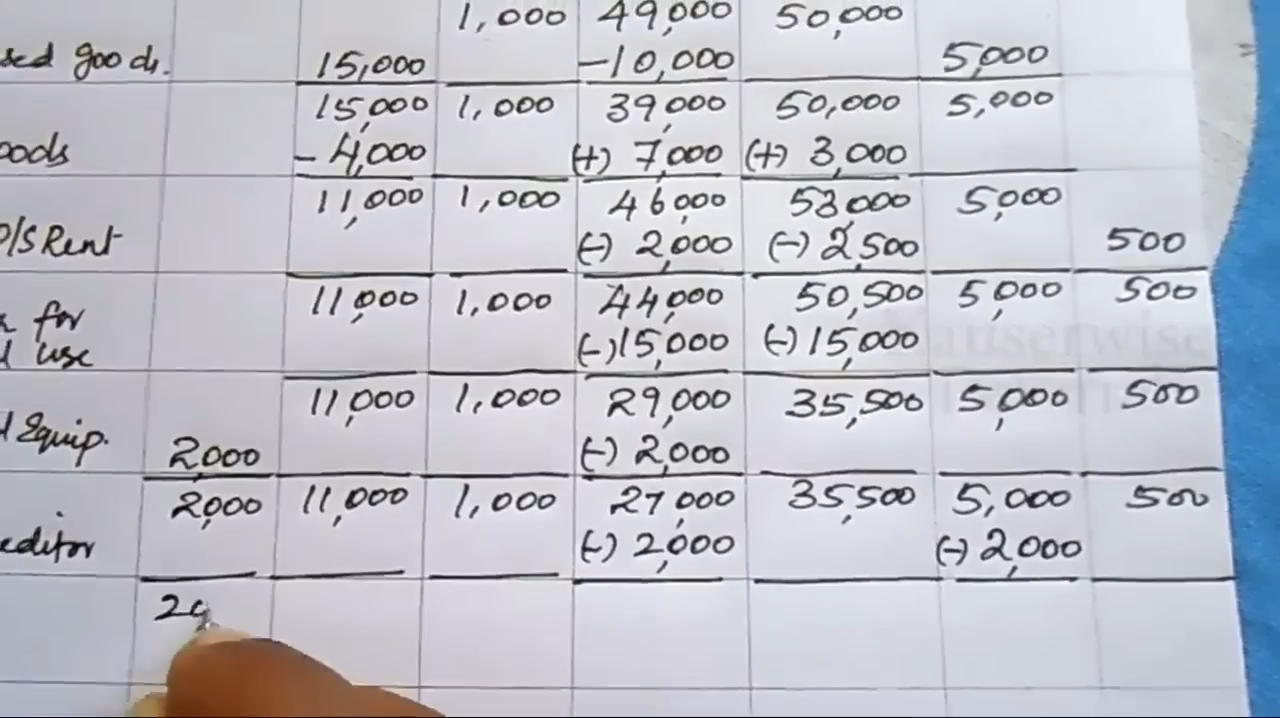 1,000 49,000 50,000
sed goods. 15,000 -10,000 5,000
15,000 1,000 39,000 50,000 5,000
oods - 4,000 (+) 7,000 (+) 3,000
11,000 1,000 46,000 53,000 5,000
O/S Rent (-) 2,000 (-) 2,500 500
11,000 1,000 44,000 50,500 5,000 500
for
use (-) 15,000 (-) 15,000
11,000 1,000 29,000 35,500 5,000 500
Equip. 2,000 (-) 2,000
2,000 11,000 1,000 27,000 35,500 5,000 500
editor (-) 2,000 (-) 2,000